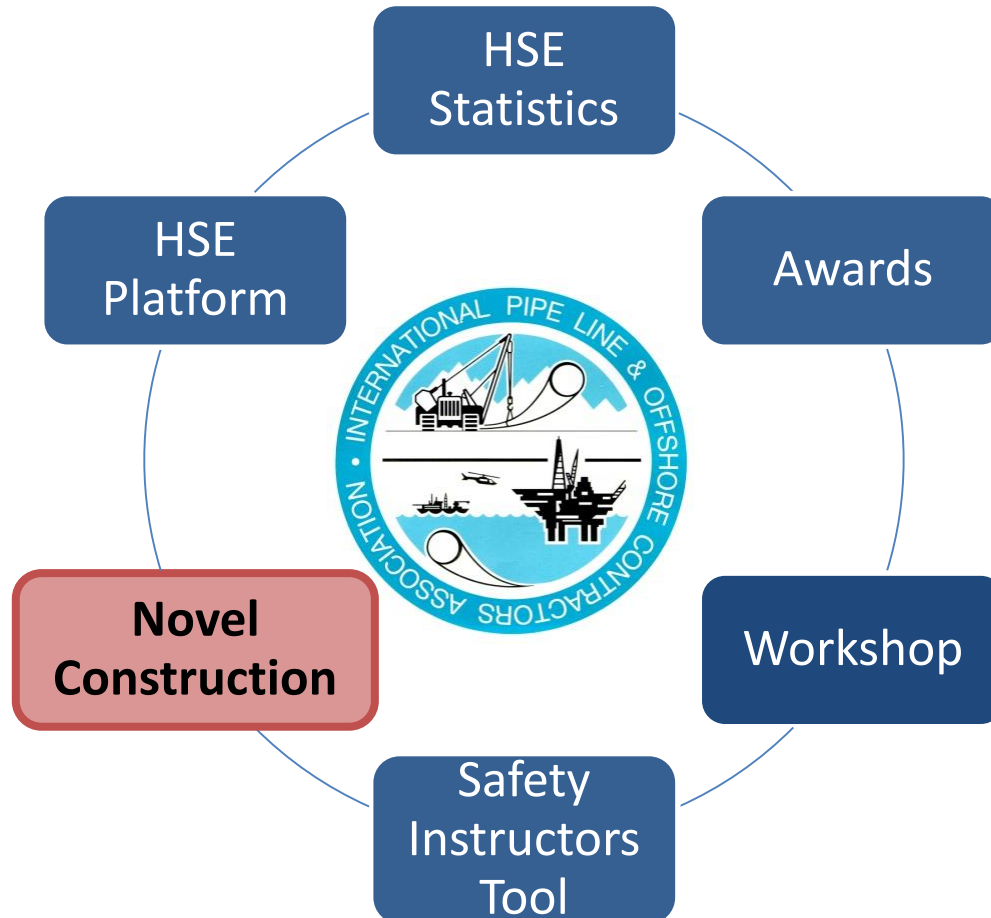 HSE
Statistics
HSE
Platform
Awards
INTERNATIONAL PIPE LINE & OFFSHORE CONTRACTORS ASSOCIATION •
Novel
Construction
Workshop
Safety
Instructors
Tool